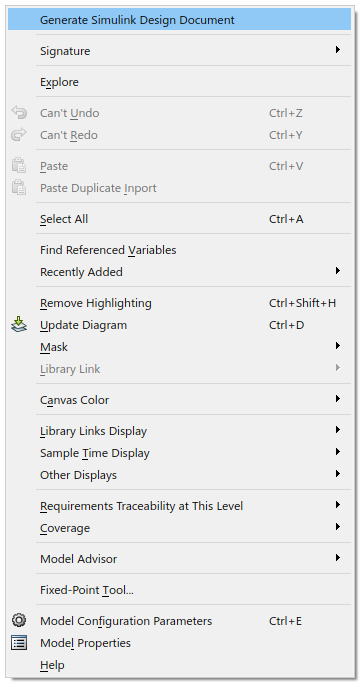 Generate Simulink Design Document
Signature
Explore
Can't Undo Ctrl+Z
Can't Redo Ctrl+Y
Paste Ctrl+V
Paste Duplicate Inport
Select All Ctrl+A
Find Referenced Variables
Recently Added
Remove Highlighting Ctrl+Shift+H
Update Diagram Ctrl+D
Mask
Library Link
Canvas Color
Library Links Display
Sample Time Display
Other Displays
Requirements Traceability at This Level
Coverage
Model Advisor
Fixed-Point Tool...
Model Configuration Parameters Ctrl+E
Model Properties
Help